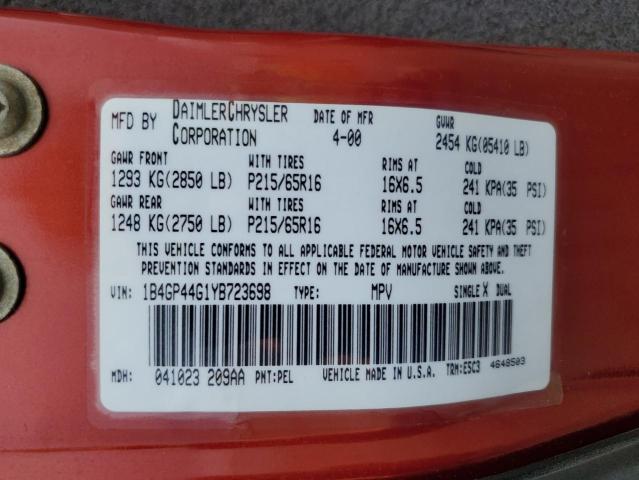 MFD BY DAIMLERCHRYSLER CORPORATION DATE OF MFR 4-00 GVWR 2454 KG(05410 LB)
GAWR FRONT WITH TIRES RIMS AT COLD
1293 KG(2850 LB) P215/65R16 16X6.5 241 KPA(35 PSI)
GAWR REAR WITH TIRES RIMS AT COLD
1248 KG(2750 LB) P215/65R16 16X6.5 241 KPA(35 PSI)
THIS VEHICLE CONFORMS TO ALL APPLICABLE FEDERAL MOTOR VEHICLE SAFETY AND THEFT
PREVENTION STANDARDS IN EFFECT ON THE DATE OF MANUFACTURE SHOWN ABOVE.
VIN: 1B4GP44G1YB723698 TYPE: MPV SINGLE X DUAL
MDH: 041023 209AA PNT:PEL VEHICLE MADE IN U.S.A. TRM:E5C3 4648503